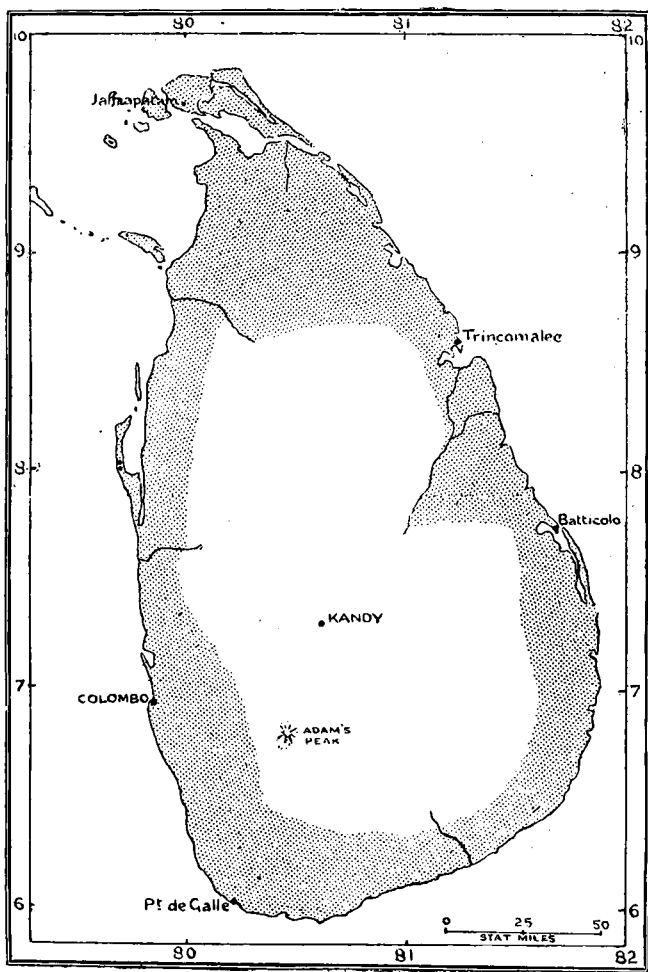 80 81 82
10 10
Jaffnapatam
9 9
Trincomalee
8 8
Batticolo
KANDY
7 7
COLOMBO
ADAM'S
PEAK
6 6
Pt de Galle
0 25 50
STAT MILES
80 81 82